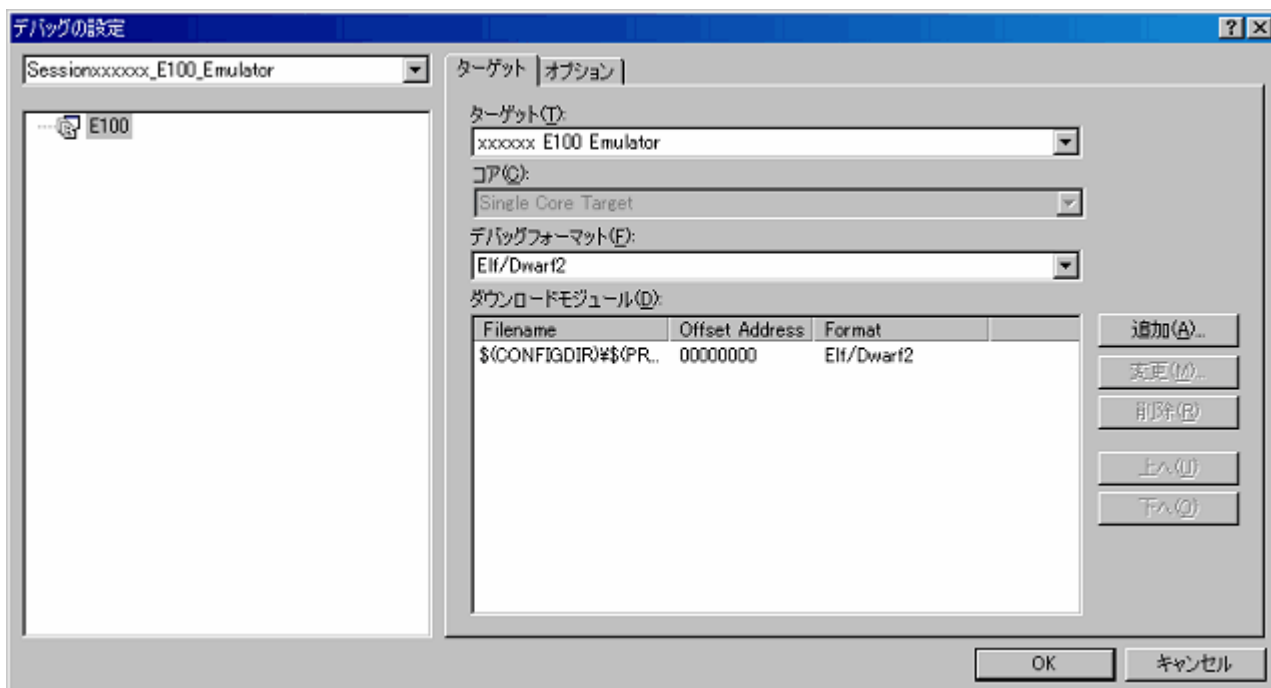 デバッグの設定
Sessionxxxxxx_E100_Emulator
E100
ターゲット オプション
ターゲット(T):
xxxxxx E100 Emulator
コア(C):
Single Core Target
デバッグフォーマット(F):
Elf/Dwarf2
ダウンロードモジュール(D):
Filename Offset Address Format
$(CONFIGDIR)¥$(PR... 00000000 Elf/Dwarf2
追加(A)...
変更(M)...
削除(R)
上へ(U)
下へ(O)
OK キャンセル